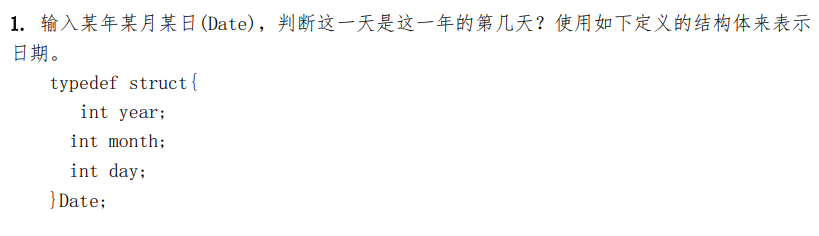 1. 输入某年某月某日(Date)，判断这一天是这一年的第几天？使用如下定义的结构体来表示
日期。
typedef struct{
int year;
int month;
int day;
}Date;